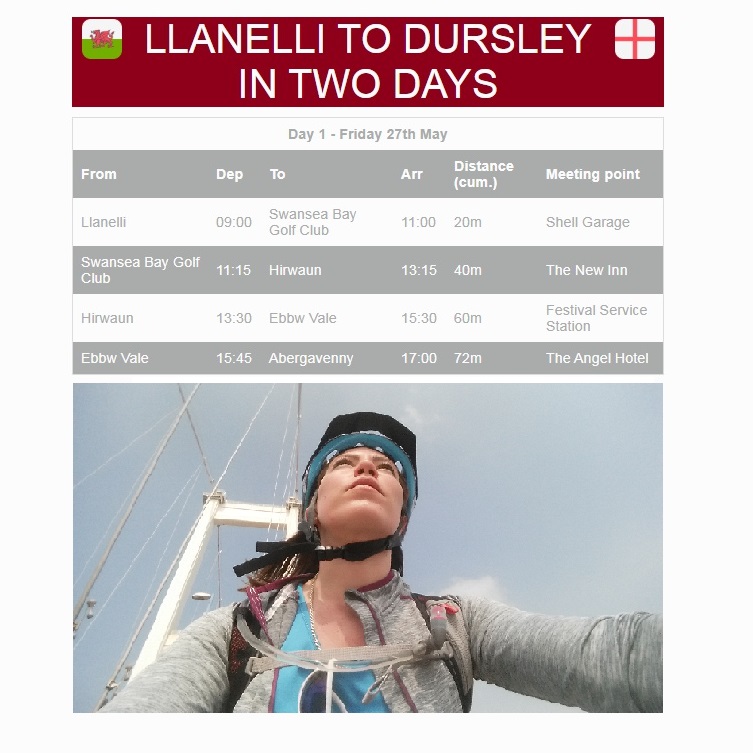 LLANELLI TO DURSLEY
IN TWO DAYS
Day 1 - Friday 27th May
From Dep To Arr Distance (cum.) Meeting point
Llanelli 09:00 Swansea Bay Golf Club 11:00 20m Shell Garage
Swansea Bay Golf Club 11:15 Hirwaun 13:15 40m The New Inn
Hirwaun 13:30 Ebbw Vale 15:30 60m Festival Service Station
Ebbw Vale 15:45 Abergavenny 17:00 72m The Angel Hotel